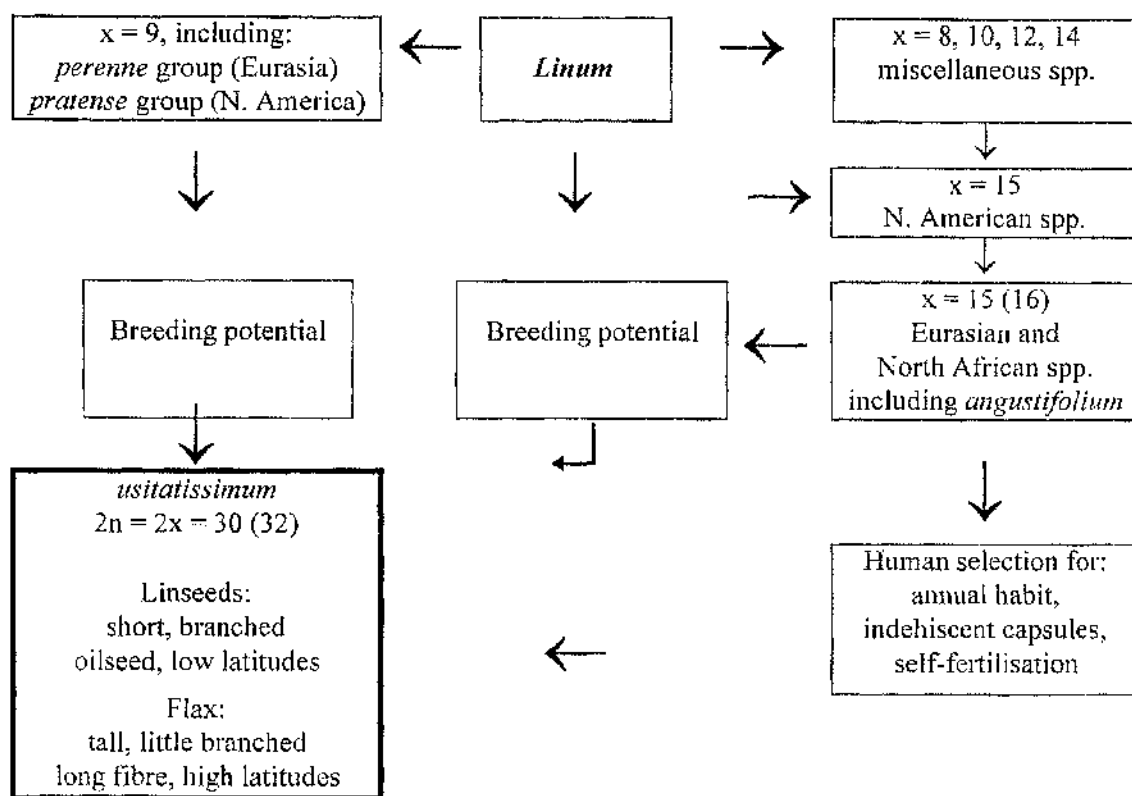 x = 9, including:
perenne group (Eurasia)
pratense group (N. America)
Linum
x = 8, 10, 12, 14
miscellaneous spp.
x = 15
N. American spp.
Breeding potential
Breeding potential
x = 15 (16)
Eurasian and
North African spp.
including angustifolium
usitatissimum
2n = 2x = 30 (32)
Linseeds:
short, branched
oilseed, low latitudes
Flax:
tall, little branched
long fibre, high latitudes
Human selection for:
annual habit,
indehiscent capsules,
self-fertilisation